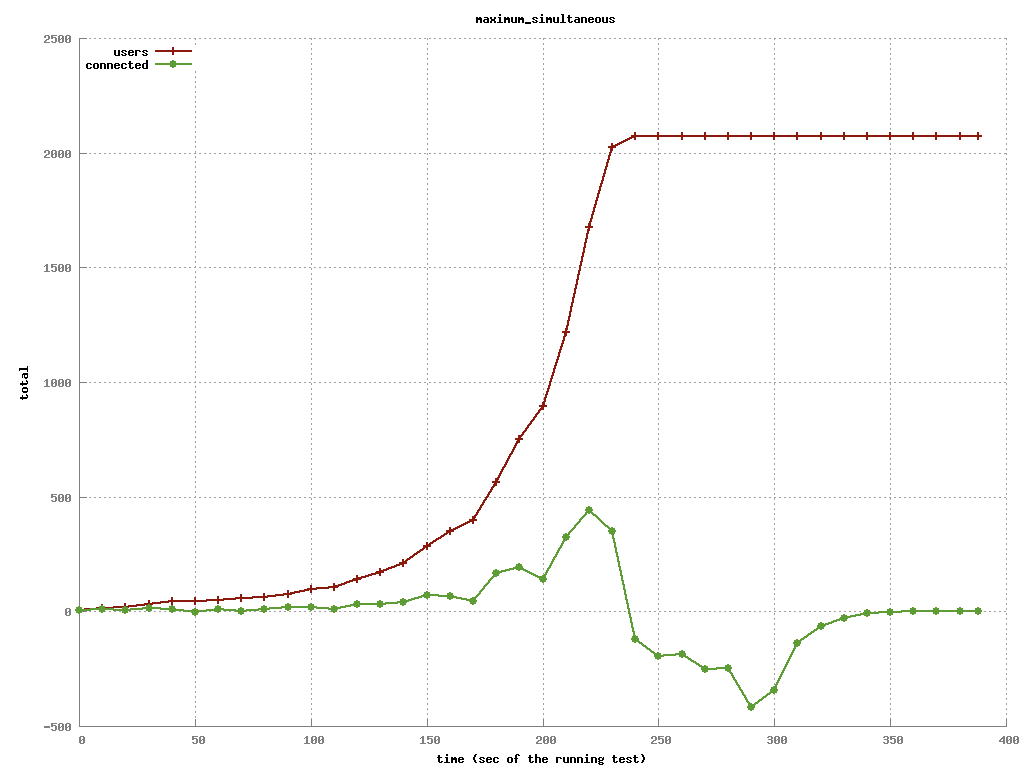 maximum_simultaneous
2500
users
connected
2000
1500
1000
total
500
0
-500
0 50 100 150 200 250 300 350 400
time (sec of the running test)